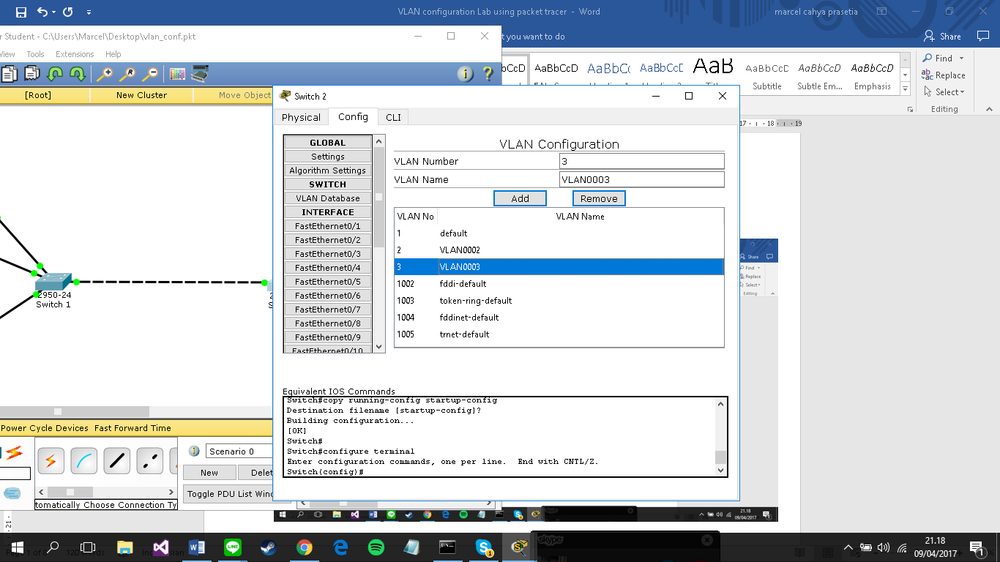 VLAN configuration Lab using packet tracer - Word
marcel cahya prasetia
r Student - C:\Users\Marcel\Desktop\vlan_conf.pkt
t you want to do
Share
View Tools Extensions Help
AaBbCcD AaBbCc AaBbCcD AaB AaBbCcD AaBbCcD AaBbCcD
Subtitle Subtle Em... Emphasis
Find
Replace
Select
Editing
[Root] New Cluster Move Object
17 18 19
Switch 2
Physical Config CLI
GLOBAL
Settings
Algorithm Settings
SWITCH
VLAN Database
INTERFACE
FastEthernet0/1
FastEthernet0/2
FastEthernet0/3
FastEthernet0/4
FastEthernet0/5
FastEthernet0/6
FastEthernet0/7
FastEthernet0/8
FastEthernet0/9
FastEthernet0/10
VLAN Configuration
VLAN Number 3
VLAN Name VLAN0003
Add Remove
VLAN No VLAN Name
1 default
2 VLAN0002
3 VLAN0003
1002 fddi-default
1003 token-ring-default
1004 fddinet-default
1005 trnet-default
Equivalent IOS Commands
Switch#copy running-config startup-config
Destination filename [startup-config]?
Building configuration...
[OK]
Switch#
Switch#configure terminal
Enter configuration commands, one per line. End with CNTL/Z.
Switch(config)#
2950-24
Switch 1
Share
Find
Replace
Select
Editing
Power Cycle Devices Fast Forward Time
Scenario 0
New Delet
Toggle PDU List Wind
tomatically Choose Connection Ty
21.18
09/04/2017
21
skype
Page 1 of 120 words
21.18
09/04/2017